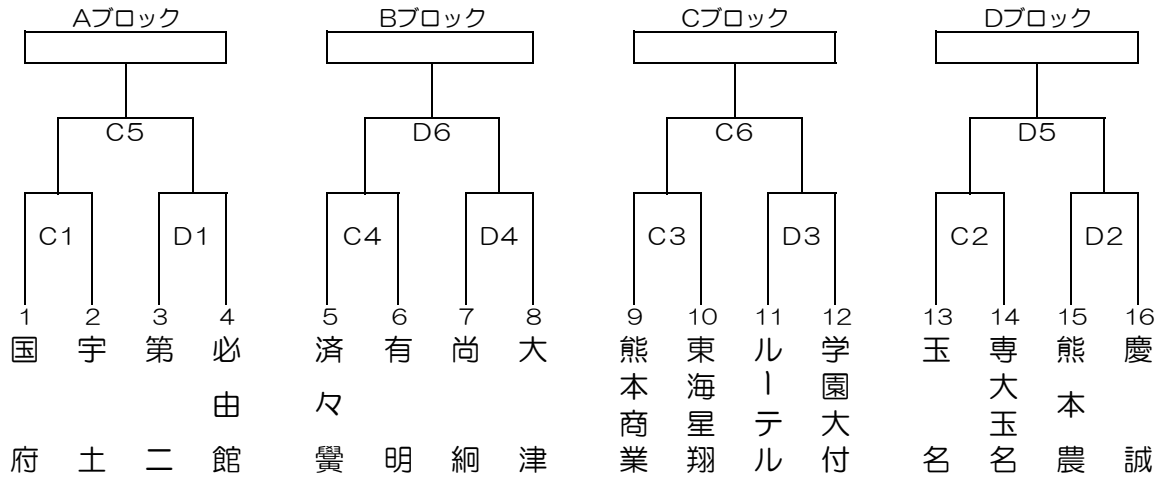 Aブロック Bブロック Cブロック Dブロック
C5 D6 C6 D5
C1 D1 C4 D4 C3 D3 C2 D2
1 2 3 4 5 6 7 8 9 10 11 12 13 14 15 16
国府
宇土
第二
必由館
済々黌
有明
尚絅
大津
熊本商業
東海星翔
ルーテル
学園大付
玉名
専大玉名
熊本農
慶誠